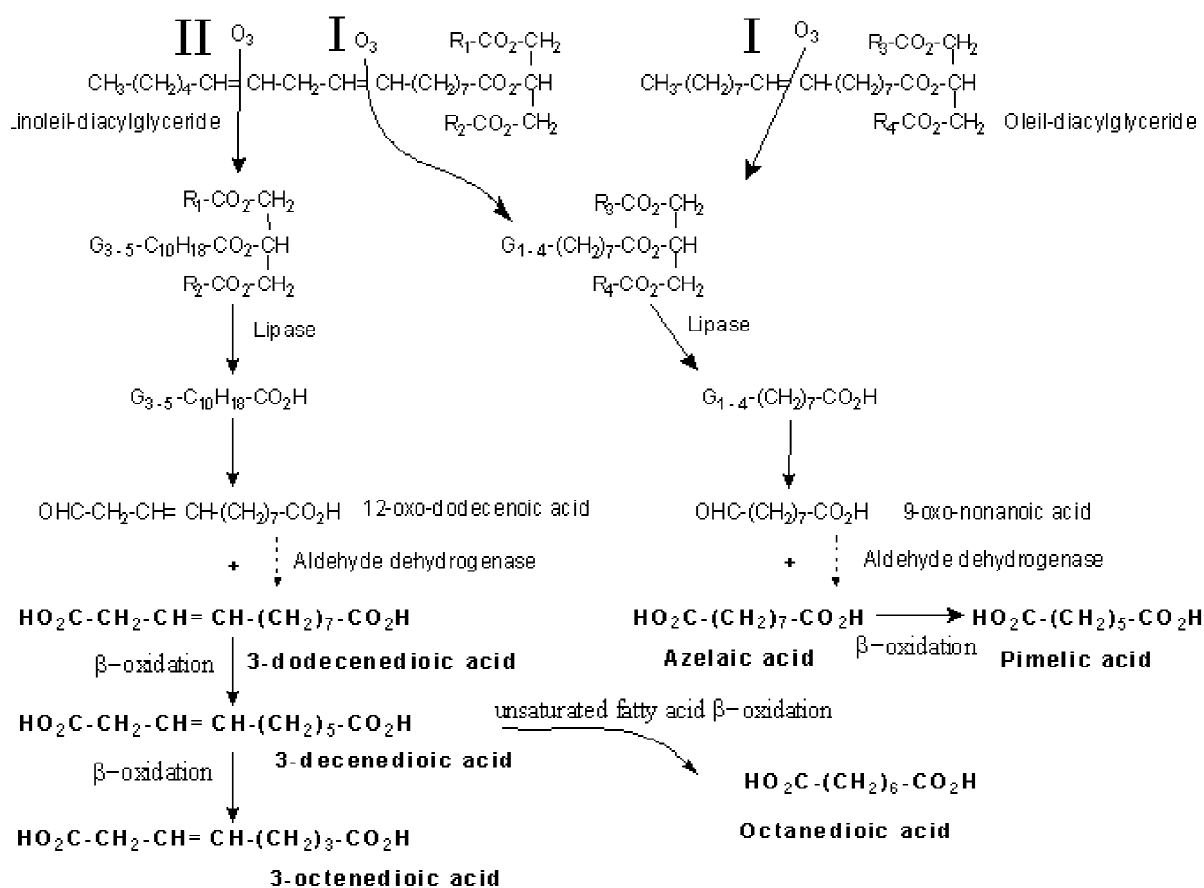 II O₃ I O₃ R₁-CO₂-CH₂
CH₃-(CH₂)₄-CH=CH-CH₂-CH=CH-(CH₂)₇-CO₂-CH
Linoleil-diacylglyceride R₂-CO₂-CH₂
I O₃ R₃-CO₂-CH₂
CH₃-(CH₂)₇-CH=CH-(CH₂)₇-CO₂-CH
R₄-CO₂-CH₂ Oleil-diacylglyceride
R₁-CO₂-CH₂
G₃₋₅-C₁₀H₁₈-CO₂-CH
R₂-CO₂-CH₂
R₃-CO₂-CH₂
G₁₋₄-(CH₂)₇-CO₂-CH
R₄-CO₂-CH₂
Lipase
Lipase
G₃₋₅-C₁₀H₁₈-CO₂H
G₁₋₄-(CH₂)₇-CO₂H
OHC-CH₂-CH=CH-(CH₂)₇-CO₂H 12-oxo-dodecenoic acid
OHC-(CH₂)₇-CO₂H 9-oxo-nonanoic acid
+ Aldehyde dehydrogenase
+ Aldehyde dehydrogenase
HO₂C-CH₂-CH=CH-(CH₂)₇-CO₂H
HO₂C-(CH₂)₇-CO₂H HO₂C-(CH₂)₅-CO₂H
β-oxidation 3-dodecenedioic acid
Azelaic acid β-oxidation Pimelic acid
HO₂C-CH₂-CH=CH-(CH₂)₅-CO₂H
unsaturated fatty acid β-oxidation
β-oxidation 3-decenedioic acid
HO₂C-(CH₂)₆-CO₂H
Octanedioic acid
HO₂C-CH₂-CH=CH-(CH₂)₃-CO₂H
3-octenedioic acid